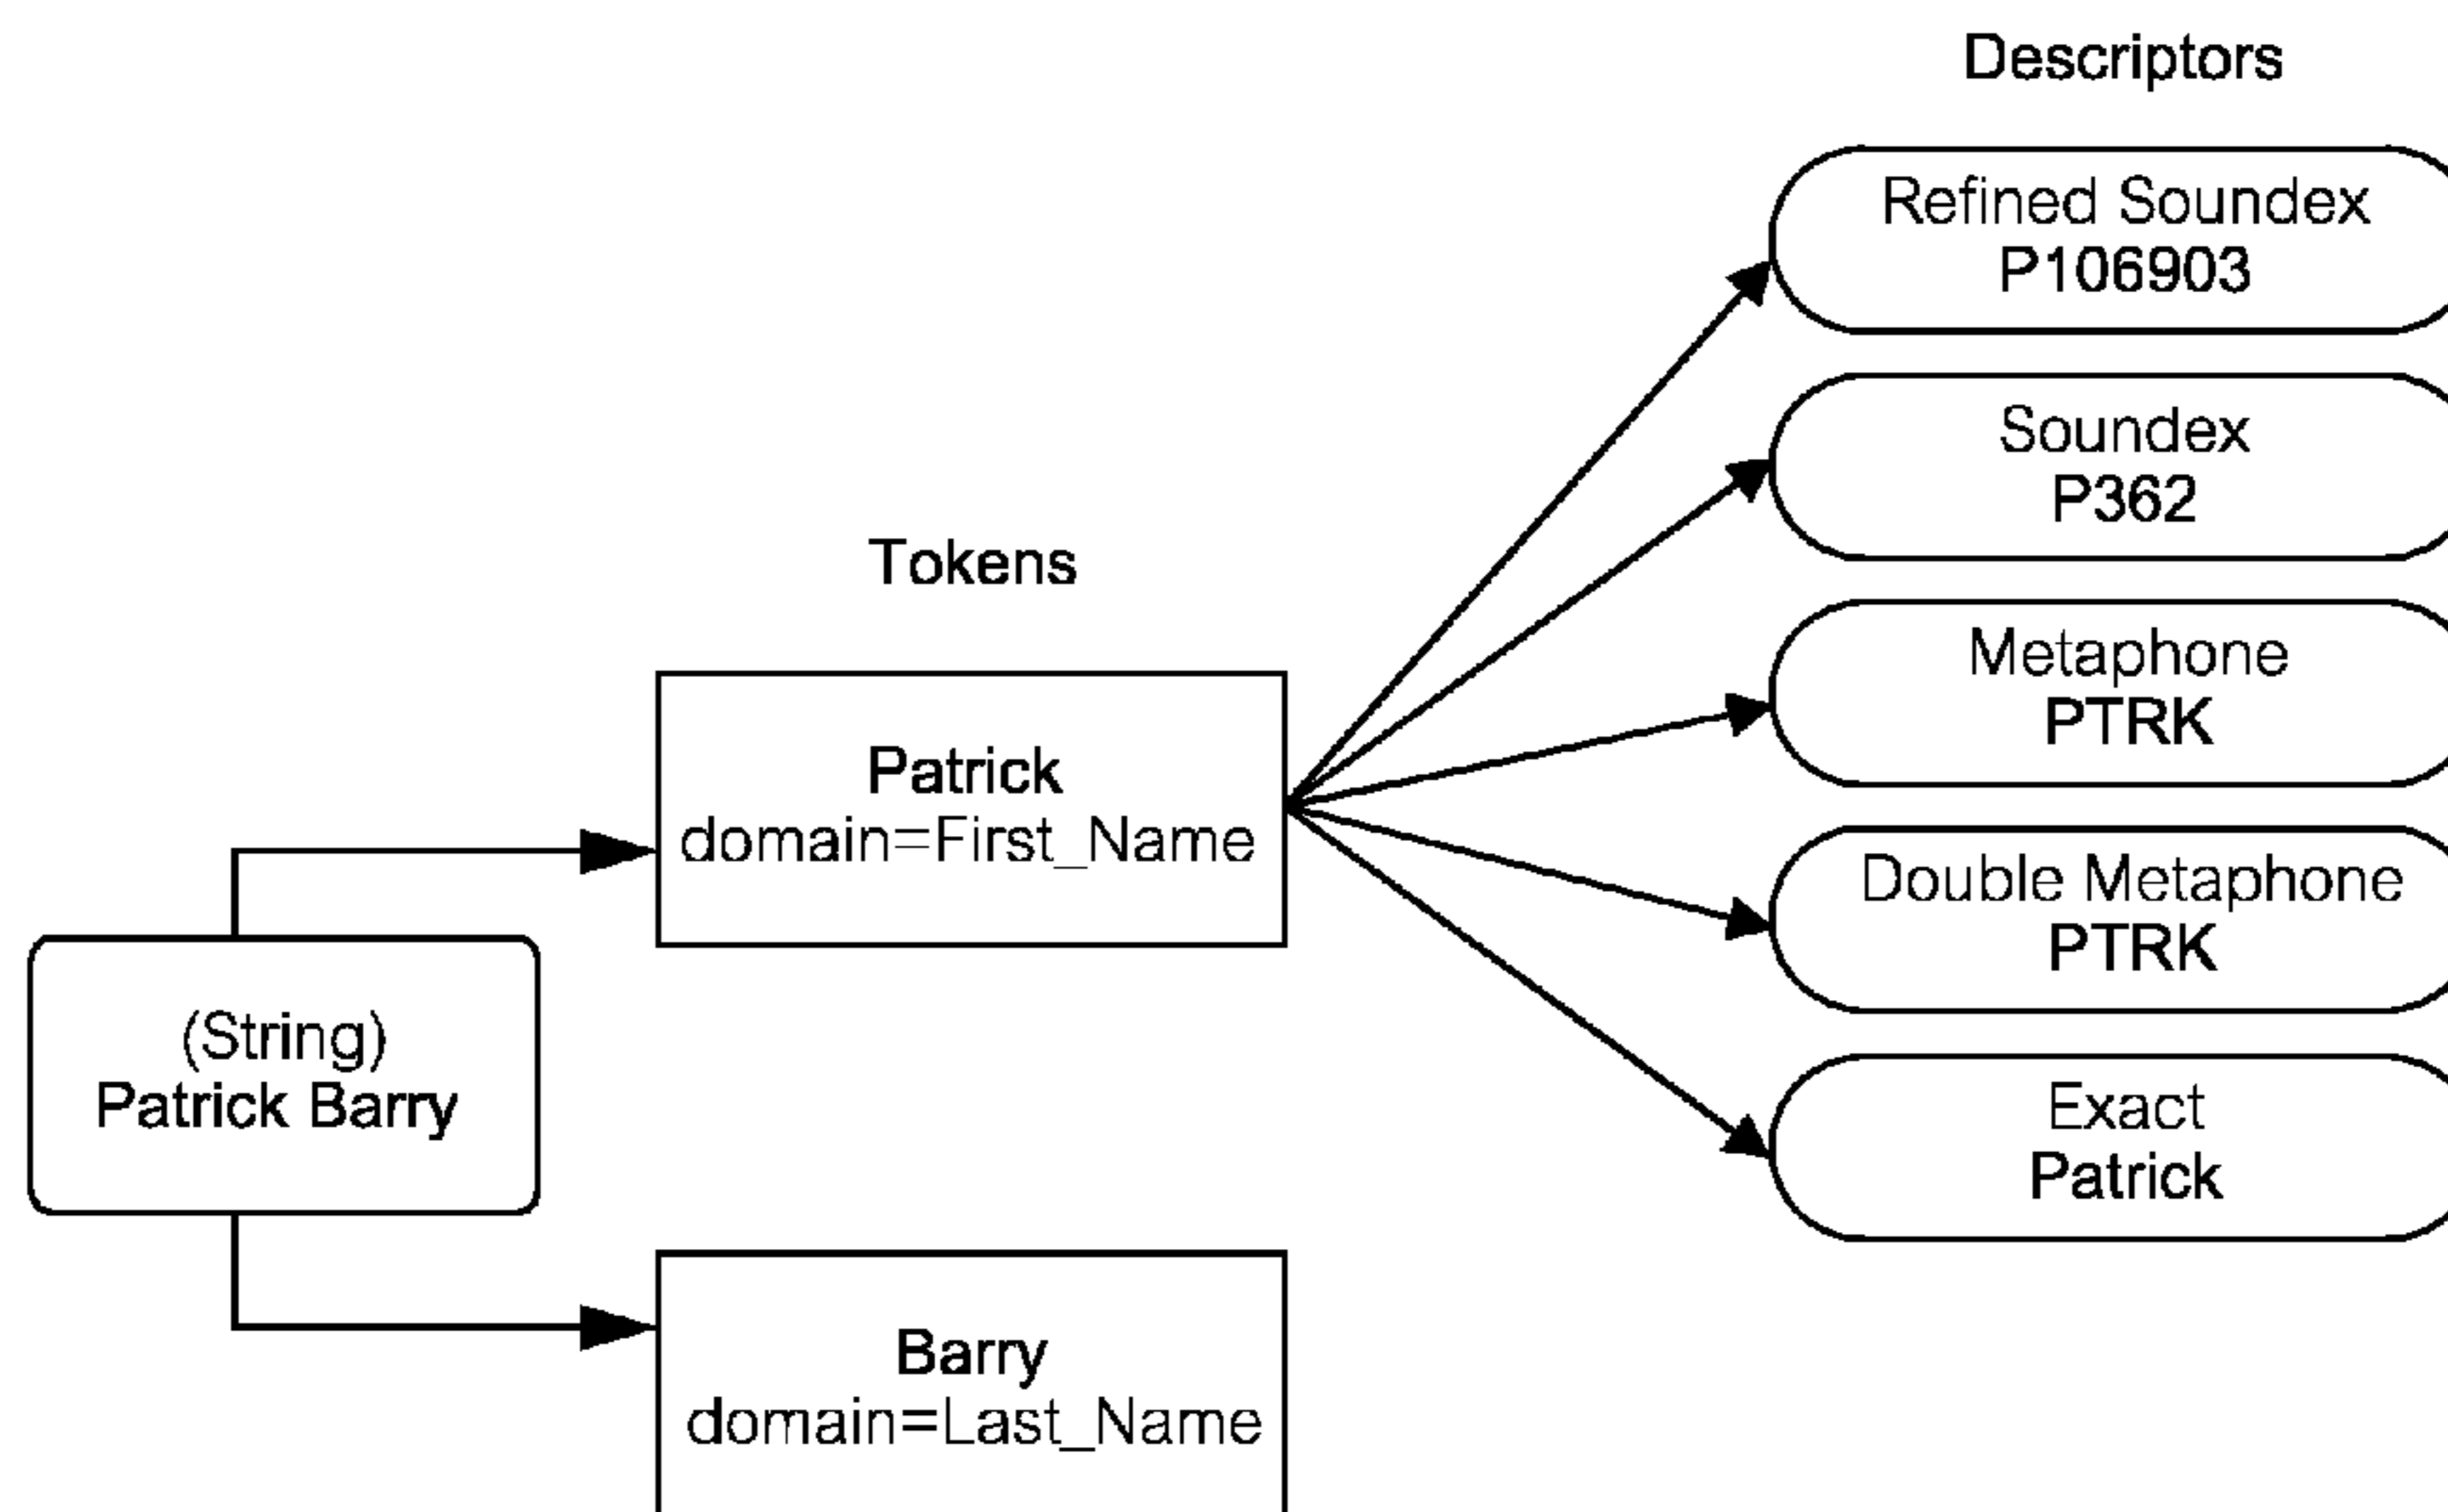 Descriptors
Refined Soundex
P106903
Soundex
P362
Tokens
Metaphone
PTRK
Patrick
domain=First_Name
Double Metaphone
PTRK
(String)
Patrick Barry
Exact
Patrick
Barry
domain=Last_Name